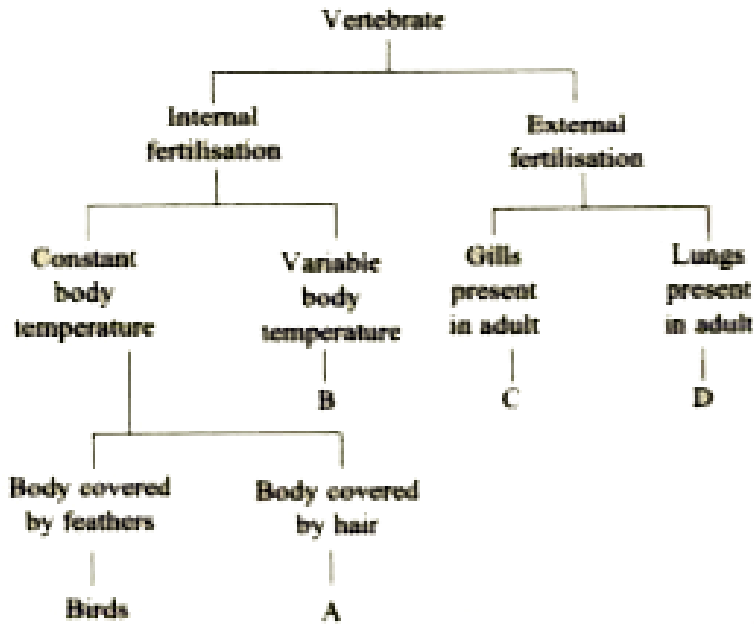 Vertebrate
Internal
fertilisation
External
fertilisation
Constant
body
temperature
Variable
body
temperature
Gills
present
in adult
Lungs
present
in adult
B
C
D
Body covered
by feathers
Body covered
by hair
Birds
A